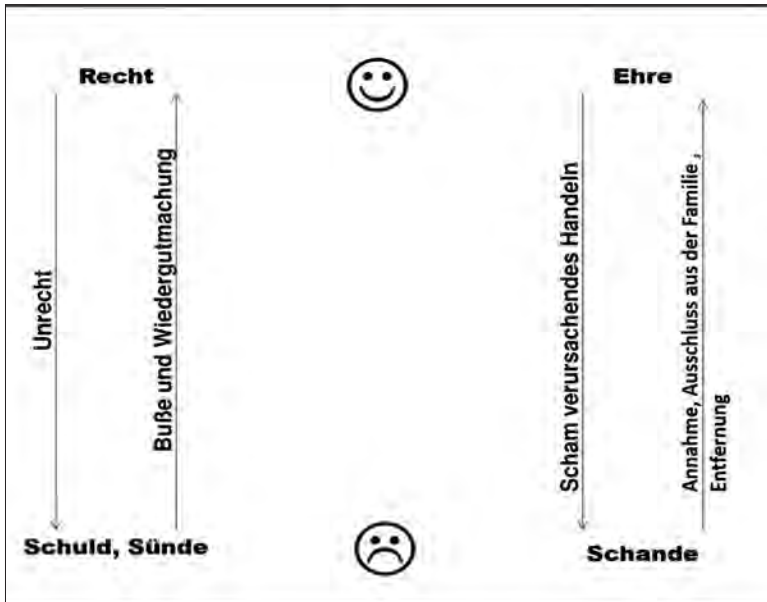 Recht
Ehre
Unrecht
Buße und Wiedergutmachung
Scham verursachendes Handeln
Annahme, Ausschluss aus der Familie ,
Entfernung
Schuld, Sünde
Schande